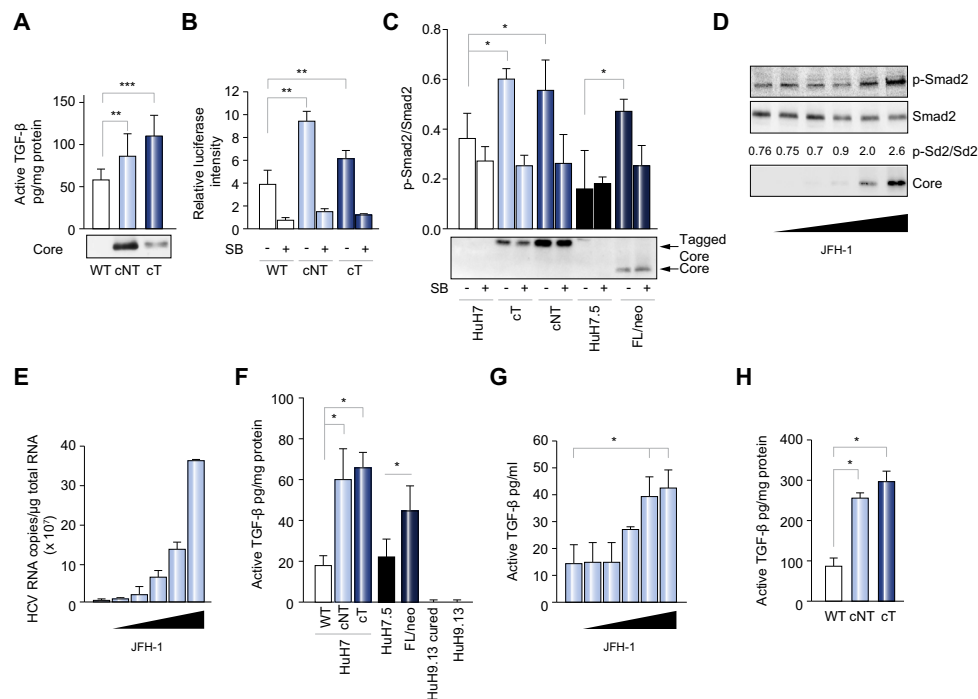 A
Active TGF-β
pg/mg protein
150
100
50
0
***
**
Core
WT cNT cT
B
Relative luciferase
intensity
12
10
8
6
4
2
0
**
**
SB
- + - + - +
WT cNT cT
C
p-Smad2/Smad2
0.8
0.6
0.4
0.2
0.0
*
*
*
Tagged
Core
Core
SB
- + - + - + - + - +
HuH7
cT
cNT
HuH7.5
FL/neo
D
p-Smad2
Smad2
0.76 0.75 0.7 0.9 2.0 2.6 p-Sd2/Sd2
Core
JFH-1
E
HCV RNA copies/µg total RNA
(x 10⁷)
40
30
20
10
0
JFH-1
F
Active TGF-β pg/mg protein
100
80
60
40
20
0
*
*
*
WT
cNT
cT
HuH7
HuH7.5
FL/neo
HuH9.13 cured
HuH9.13
G
Active TGF-β pg/ml
60
50
40
30
20
10
0
*
JFH-1
H
Active TGF-β pg/mg protein
400
300
200
100
0
*
*
WT cNT cT